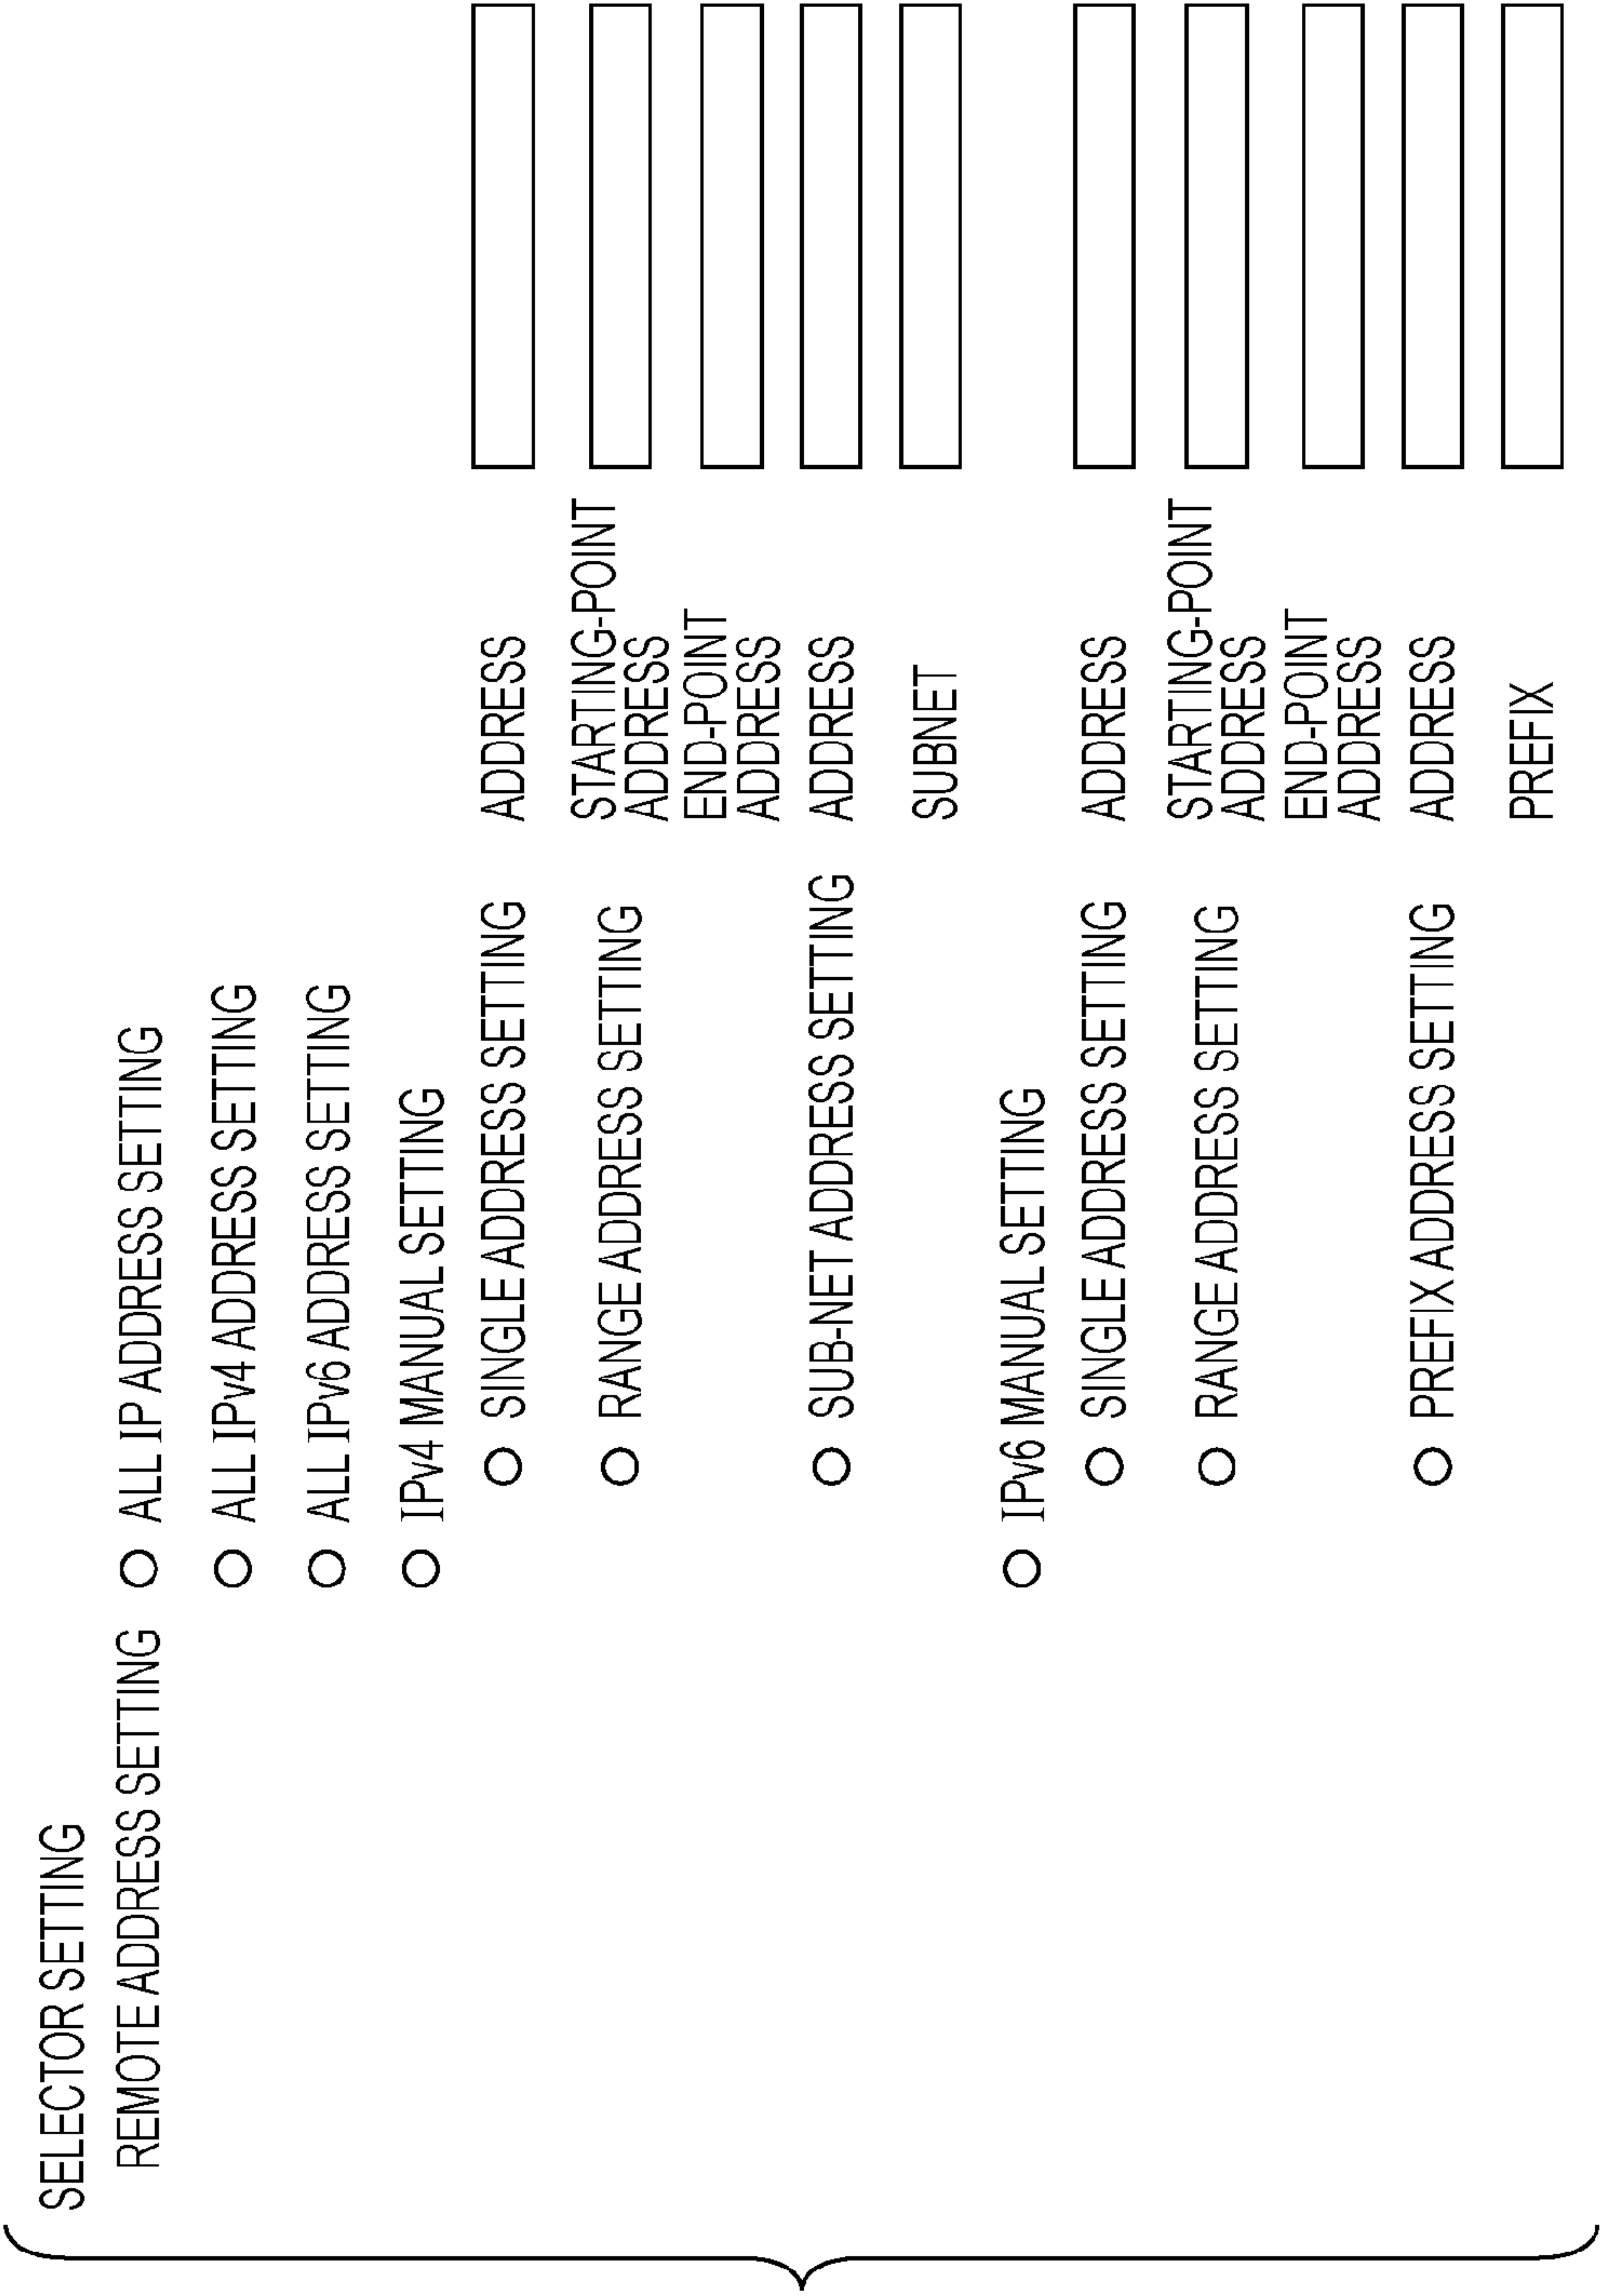 SELECTOR SETTING
REMOTE ADDRESS SETTING
ALL IP ADDRESS SETTING
ALL IPv4 ADDRESS SETTING
ALL IPv6 ADDRESS SETTING
IPv4 MANUAL SETTING
SINGLE ADDRESS SETTING
ADDRESS
RANGE ADDRESS SETTING
STARTING-POINT
ADDRESS
END-POINT
ADDRESS
SUB-NET ADDRESS SETTING
ADDRESS
SUBNET
IPv6 MANUAL SETTING
SINGLE ADDRESS SETTING
ADDRESS
RANGE ADDRESS SETTING
STARTING-POINT
ADDRESS
END-POINT
ADDRESS
PREFIX ADDRESS SETTING
ADDRESS
PREFIX